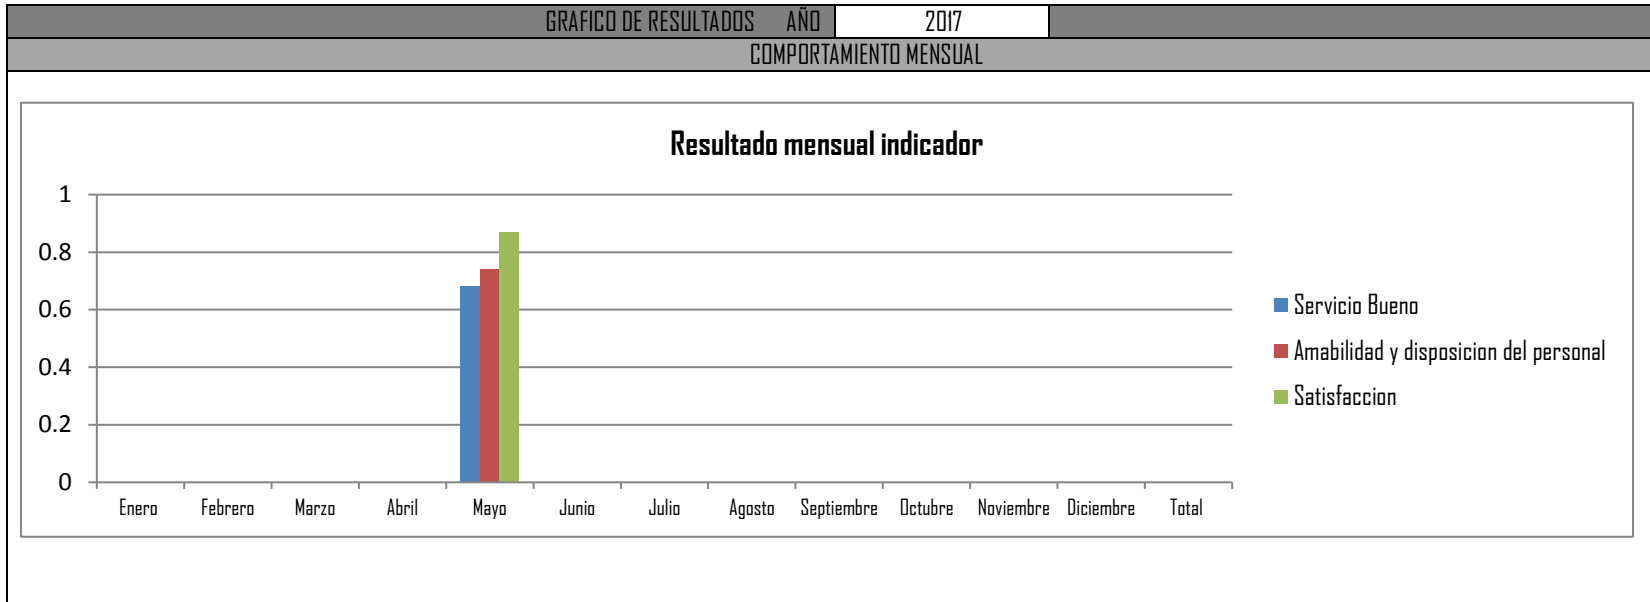 GRAFICO DE RESULTADOS AÑO 2017
COMPORTAMIENTO MENSUAL
Resultado mensual indicador
1
0.8
0.6
0.4
0.2
0
Servicio Bueno
Amabilidad y disposicion del personal
Satisfaccion
Enero Febrero Marzo Abril Mayo Junio Julio Agosto Septiembre Octubre Noviembre Diciembre Total